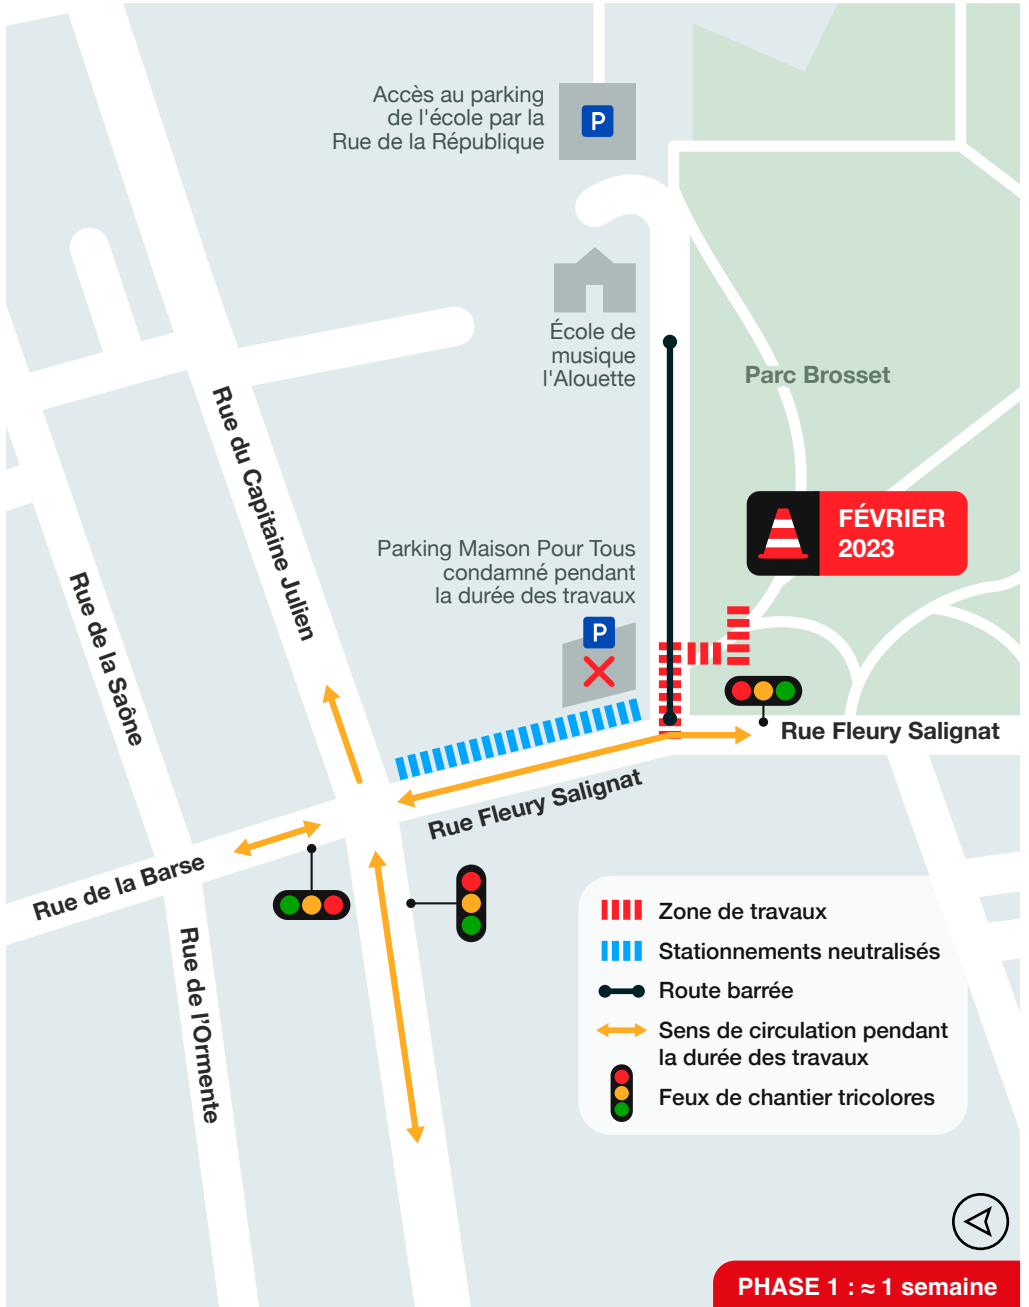 Accès au parking
de l'école par la
Rue de la République
P
École de
musique
l'Alouette
Parc Brosset
Rue du Capitaine Julien
FÉVRIER
2023
Parking Maison Pour Tous
condamné pendant
la durée des travaux
P
Rue de la Saône
Rue Fleury Salignat
Rue Fleury Salignat
Rue de la Barse
Rue de l'Ormente
Zone de travaux
Stationnements neutralisés
Route barrée
Sens de circulation pendant
la durée des travaux
Feux de chantier tricolores
PHASE 1 : ≈ 1 semaine